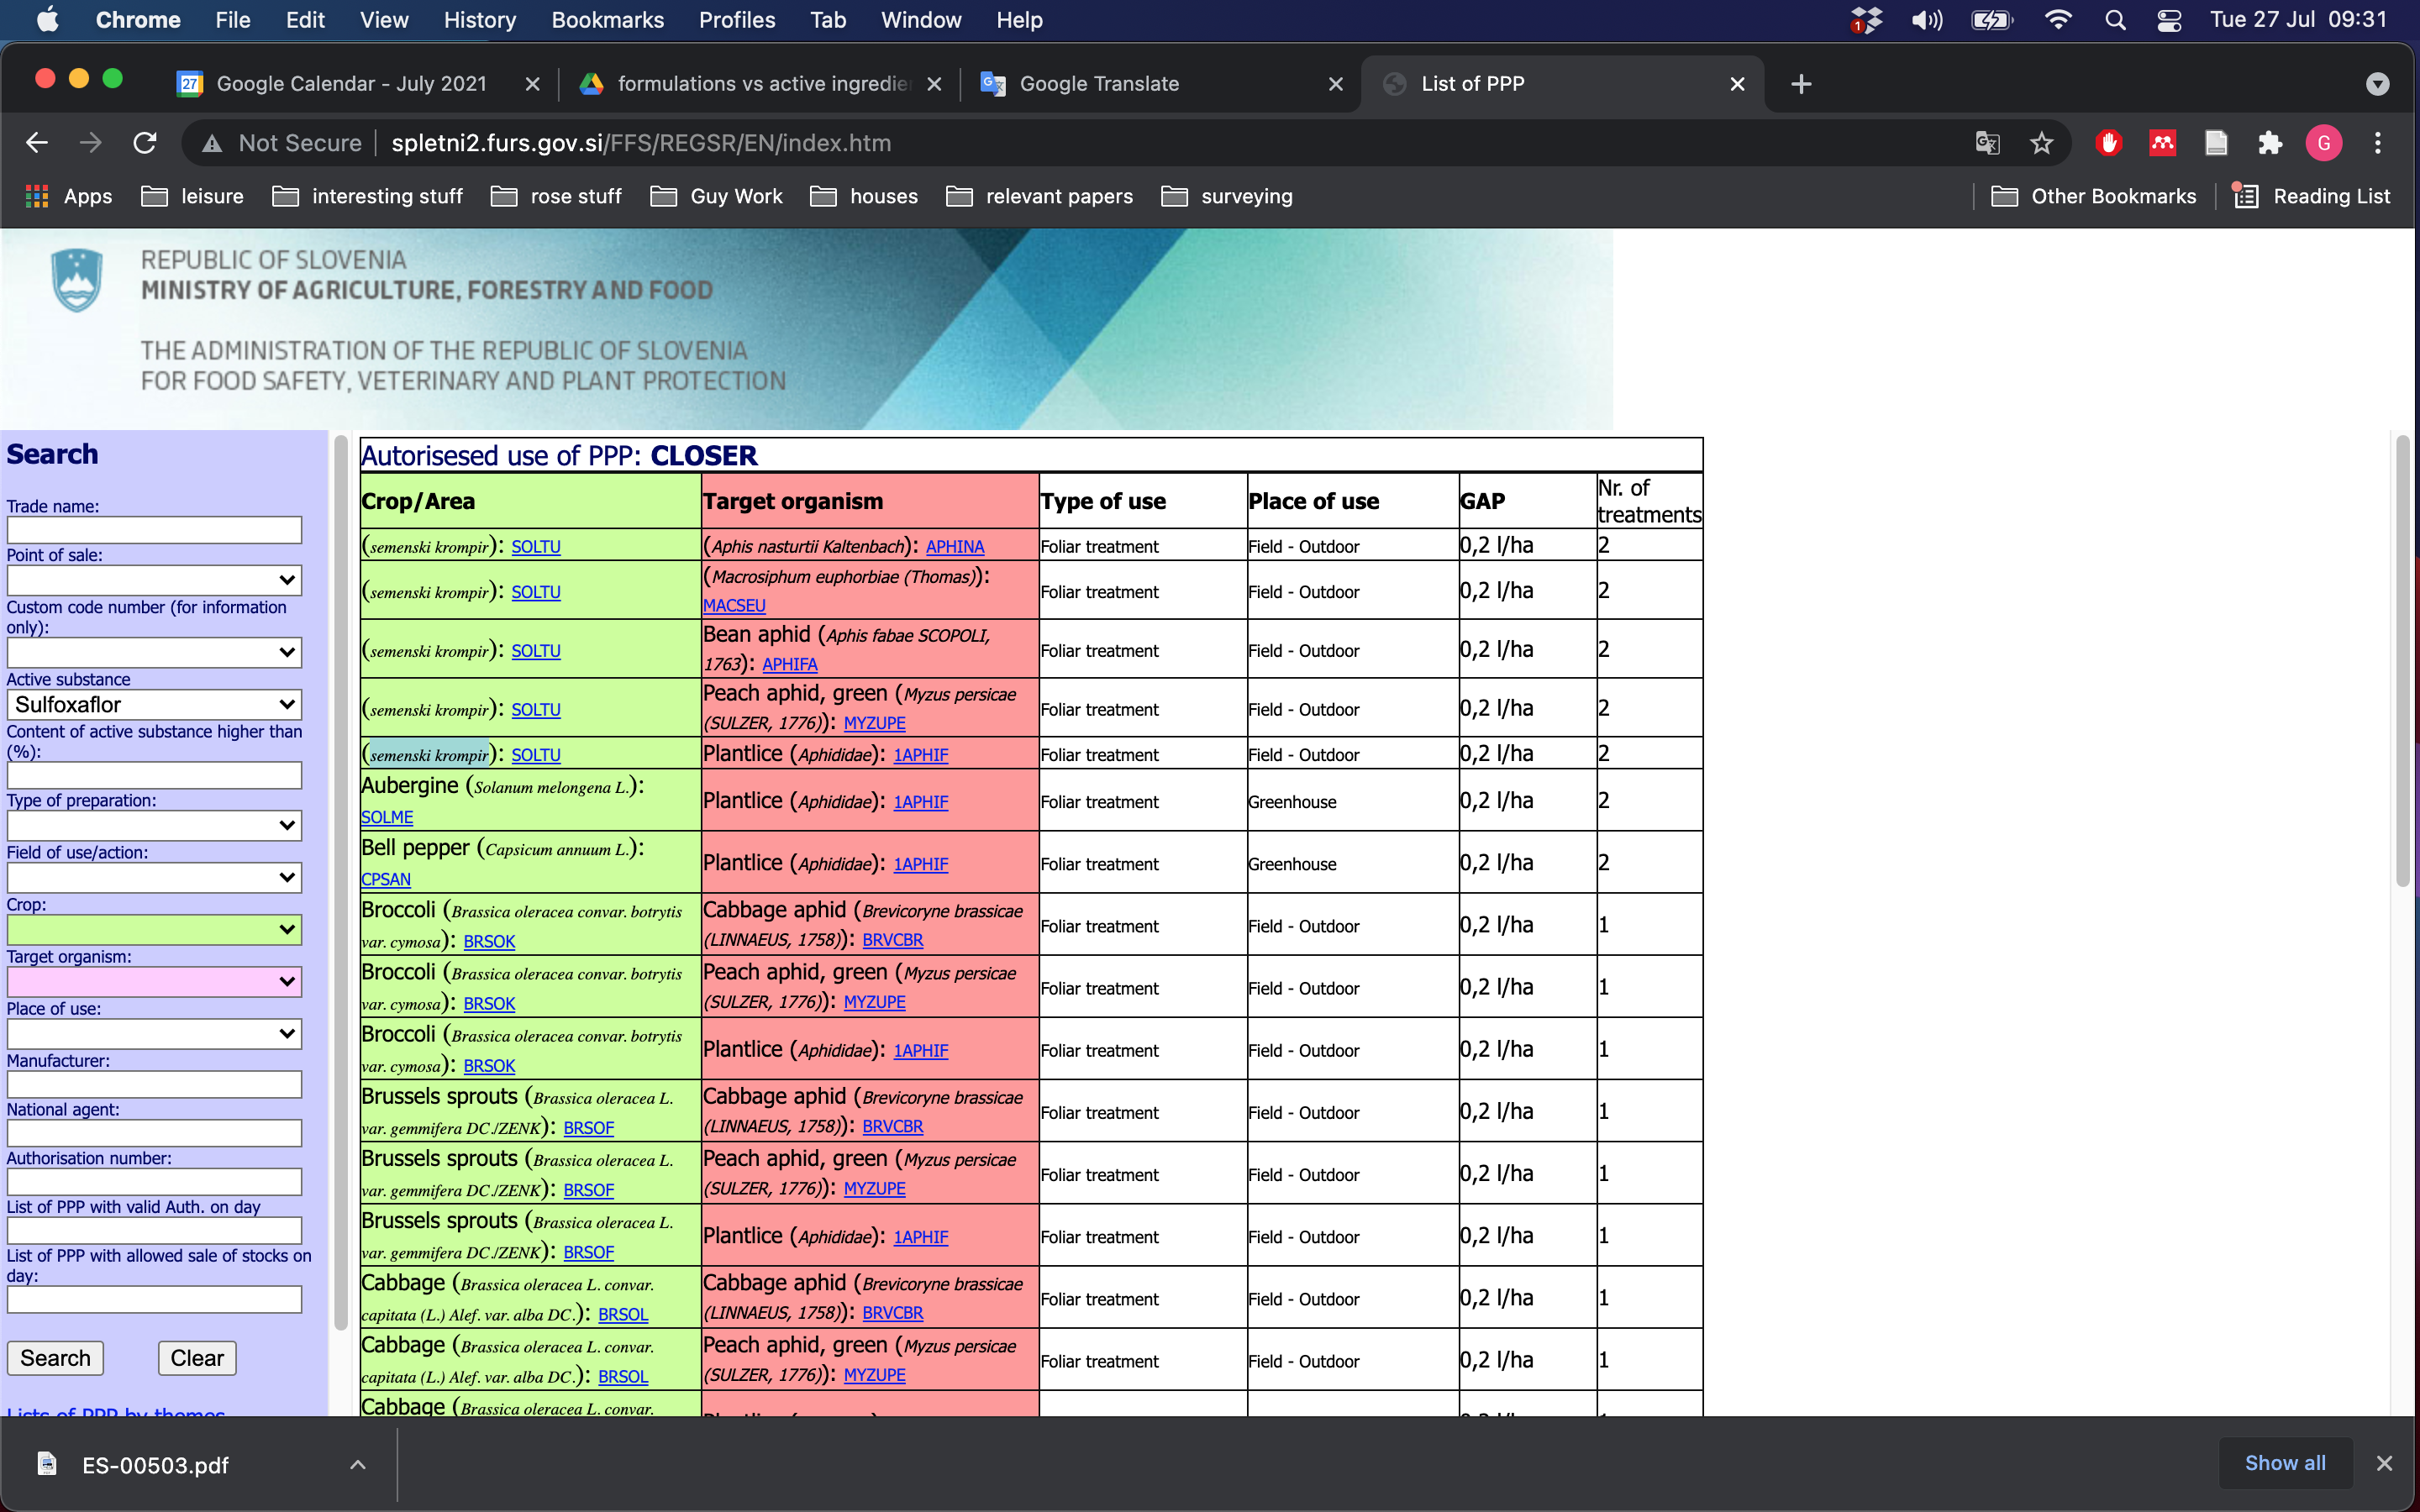 Chrome File Edit View History Bookmarks Profiles Tab Window Help
1
Tue 27 Jul 09:31
27 Google Calendar - July 2021
formulations vs active ingredie
Google Translate
List of PPP
Not Secure spletni2.furs.gov.si/FFS/REGSR/EN/index.htm
G
Apps leisure interesting stuff rose stuff Guy Work houses relevant papers surveying Other Bookmarks Reading List
REPUBLIC OF SLOVENIA
MINISTRY OF AGRICULTURE, FORESTRY AND FOOD
THE ADMINISTRATION OF THE REPUBLIC OF SLOVENIA
FOR FOOD SAFETY, VETERINARY AND PLANT PROTECTION
Search
Trade name:
Point of sale:
Custom code number (for information
only):
Active substance
Sulfoxaflor
Content of active substance higher than
(%):
Type of preparation:
Field of use/action:
Crop:
Target organism:
Place of use:
Manufacturer:
National agent:
Authorisation number:
List of PPP with valid Auth. on day
List of PPP with allowed sale of stocks on
day:
Search Clear
Lists of PPP by themes
Autorisesed use of PPP: CLOSER
Crop/Area Target organism Type of use Place of use GAP Nr. of
treatments
(semenski krompir): SOLTU (Aphis nasturtii Kaltenbach): APHINA Foliar treatment Field - Outdoor 0,2 l/ha 2
(semenski krompir): SOLTU (Macrosiphum euphorbiae (Thomas)):
MACSEU Foliar treatment Field - Outdoor 0,2 l/ha 2
(semenski krompir): SOLTU Bean aphid (Aphis fabae SCOPOLI,
1763): APHIFA Foliar treatment Field - Outdoor 0,2 l/ha 2
(semenski krompir): SOLTU Peach aphid, green (Myzus persicae
(SULZER, 1776)): MYZUPE Foliar treatment Field - Outdoor 0,2 l/ha 2
(semenski krompir): SOLTU Plantlice (Aphididae): 1APHIF Foliar treatment Field - Outdoor 0,2 l/ha 2
Aubergine (Solanum melongena L.):
SOLME Plantlice (Aphididae): 1APHIF Foliar treatment Greenhouse 0,2 l/ha 2
Bell pepper (Capsicum annuum L.):
CPSAN Plantlice (Aphididae): 1APHIF Foliar treatment Greenhouse 0,2 l/ha 2
Broccoli (Brassica oleracea convar. botrytis
var. cymosa): BRSOK Cabbage aphid (Brevicoryne brassicae
(LINNAEUS, 1758)): BRVCBR Foliar treatment Field - Outdoor 0,2 l/ha 1
Broccoli (Brassica oleracea convar. botrytis
var. cymosa): BRSOK Peach aphid, green (Myzus persicae
(SULZER, 1776)): MYZUPE Foliar treatment Field - Outdoor 0,2 l/ha 1
Broccoli (Brassica oleracea convar. botrytis
var. cymosa): BRSOK Plantlice (Aphididae): 1APHIF Foliar treatment Field - Outdoor 0,2 l/ha 1
Brussels sprouts (Brassica oleracea L.
var. gemmifera DC./ZENK): BRSOF Cabbage aphid (Brevicoryne brassicae
(LINNAEUS, 1758)): BRVCBR Foliar treatment Field - Outdoor 0,2 l/ha 1
Brussels sprouts (Brassica oleracea L.
var. gemmifera DC./ZENK): BRSOF Peach aphid, green (Myzus persicae
(SULZER, 1776)): MYZUPE Foliar treatment Field - Outdoor 0,2 l/ha 1
Brussels sprouts (Brassica oleracea L.
var. gemmifera DC./ZENK): BRSOF Plantlice (Aphididae): 1APHIF Foliar treatment Field - Outdoor 0,2 l/ha 1
Cabbage (Brassica oleracea L. convar.
capitata (L.) Alef. var. alba DC.): BRSOL Cabbage aphid (Brevicoryne brassicae
(LINNAEUS, 1758)): BRVCBR Foliar treatment Field - Outdoor 0,2 l/ha 1
Cabbage (Brassica oleracea L. convar.
capitata (L.) Alef. var. alba DC.): BRSOL Peach aphid, green (Myzus persicae
(SULZER, 1776)): MYZUPE Foliar treatment Field - Outdoor 0,2 l/ha 1
Cabbage (Brassica oleracea L. convar.
ES-00503.pdf
Show all